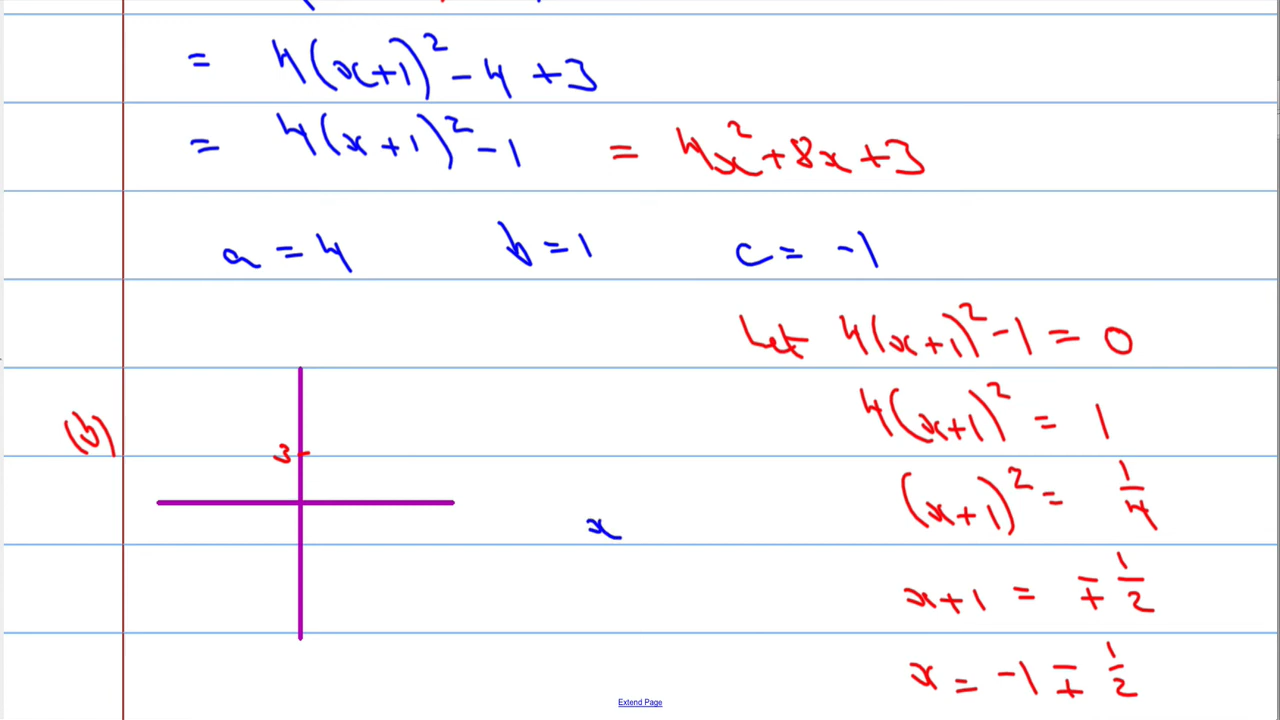 = 4(x+1)² - 4 + 3
= 4(x+1)² - 1 = 4x² + 8x + 3
a = 4 b = 1 c = -1
Let 4(x+1)² - 1 = 0
4(x+1)² = 1
(b)
3
(x+1)² = 1/4
x
x+1 = ∓ 1/2
x = -1 ∓ 1/2
Extend Page